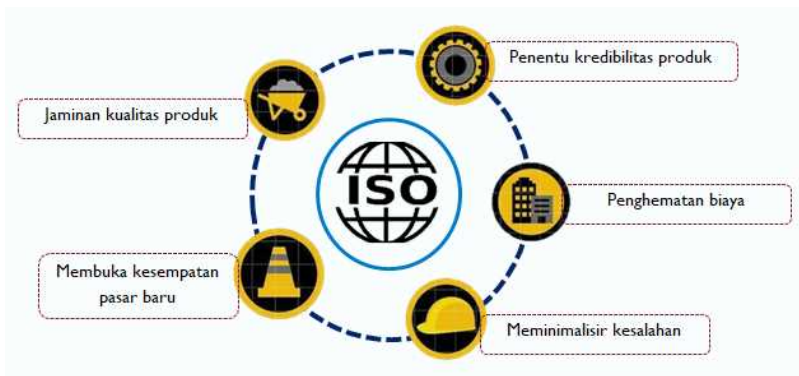 Penentu kredibilitas produk
Jaminan kualitas produk
ISO
Penghematan biaya
Membuka kesempatan
pasar baru
Meminimalisir kesalahan